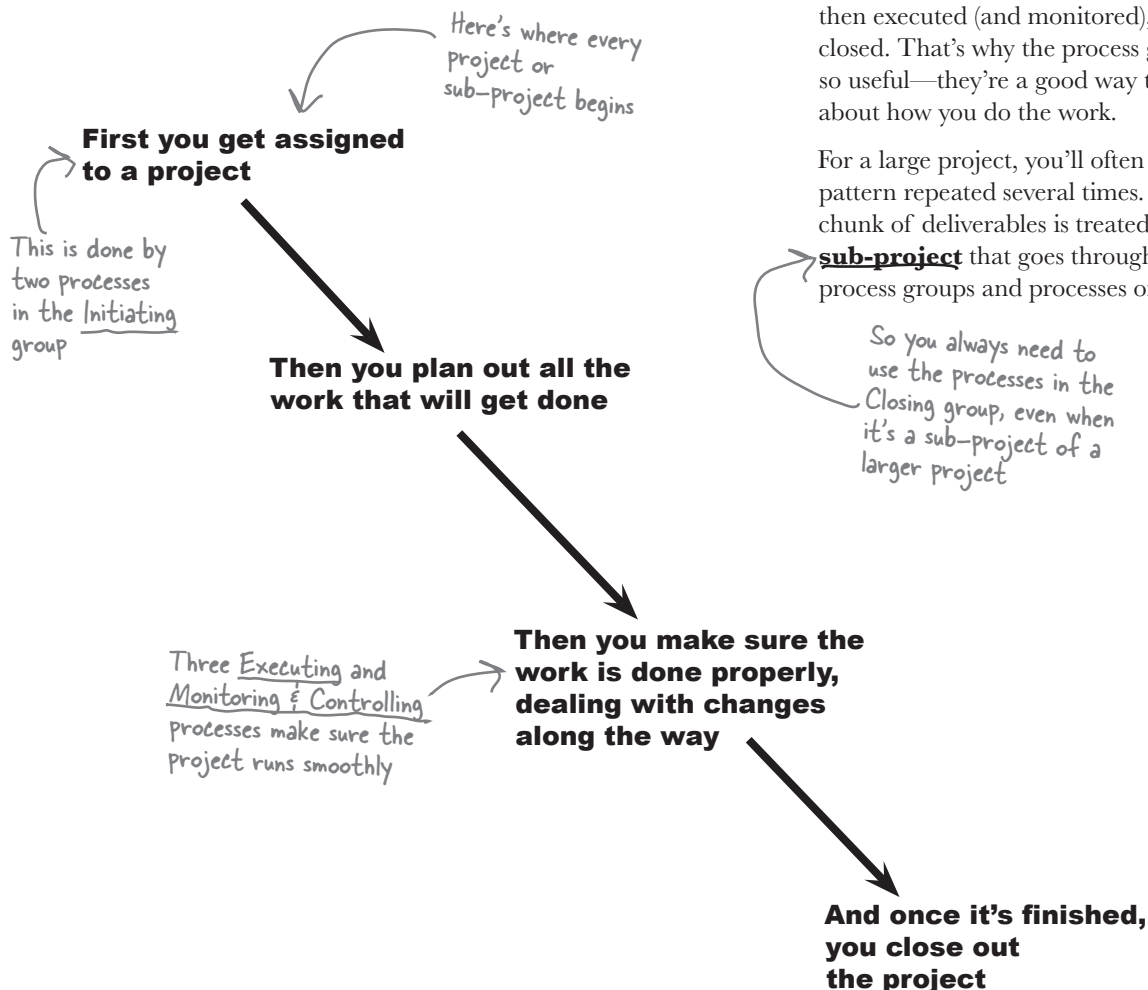 Here's where every
project or
sub-project begins
First you get assigned
to a project
This is done by
two processes
in the Initiating
group
then executed (and monitored),
closed. That's why the process
so useful—they're a good way
about how you do the work.
For a large project, you'll often
pattern repeated several times.
chunk of deliverables is treated
sub-project that goes through
process groups and processes
So you always need to
use the processes in the
Closing group, even when
it's a sub-project of a
larger project
Then you plan out all the
work that will get done
Three Executing and
Monitoring & Controlling
processes make sure the
project runs smoothly
Then you make sure the
work is done properly,
dealing with changes
along the way
And once it's finished,
you close out
the project